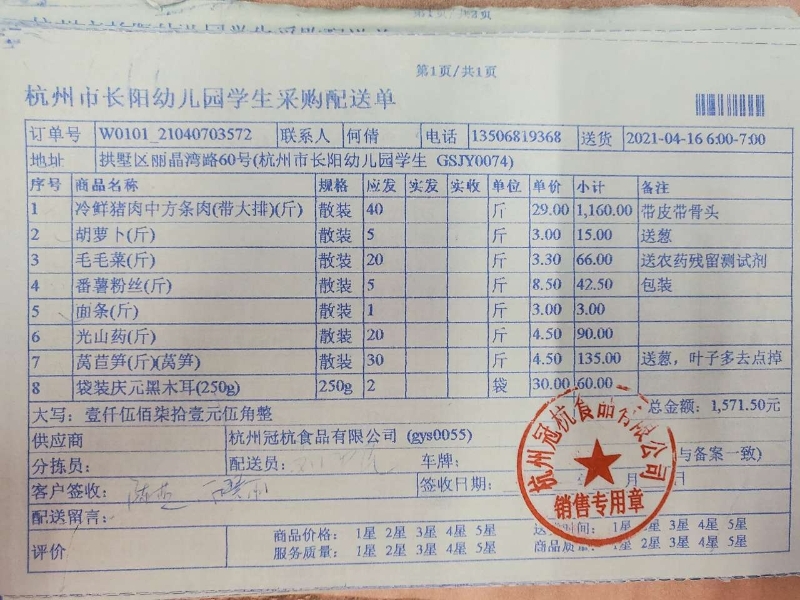 第1页/共1页
杭州市长阳幼儿园学生采购配送单
订单号 W0101_21040703572 联系人 何倩 电话 13506819368 送货 2021-04-16 6:00-7:00
地址 拱墅区丽晶湾路60号(杭州市长阳幼儿园学生 GSJY0074)
序号 商品名称 规格 应发 实发 实收 单位 单价 小计 备注
1 冷鲜猪肉中方条肉(带大排)(斤) 散装 40 斤 29.00 1,160.00 带皮带骨头
2 胡萝卜(斤) 散装 5 斤 3.00 15.00 送葱
3 毛毛菜(斤) 散装 20 斤 3.30 66.00 送农药残留测试剂
4 番薯粉丝(斤) 散装 5 斤 8.50 42.50 包装
5 面条(斤) 散装 1 斤 3.00 3.00
6 光山药(斤) 散装 20 斤 4.50 90.00
7 莴苣笋(斤)(莴笋) 散装 30 斤 4.50 135.00 送葱，叶子多去点掉
8 袋装庆元黑木耳(250g) 250g 2 袋 30.00 60.00
大写：壹仟伍佰柒拾壹元伍角整 总金额：1,571.50元
供应商 杭州冠杭食品有限公司 (gys0055)
分拣员： 配送员： 车牌： 与备案一致)
客户签收： 签收日期： 月 日
配送留言：
评价 商品价格： 1星 2星 3星 4星 5星 送货时间： 1星 2星 3星 4星 5星
服务质量： 1星 2星 3星 4星 5星 商品质量： 1星 2星 3星 4星 5星
杭州冠杭食品有限公司
销售专用章